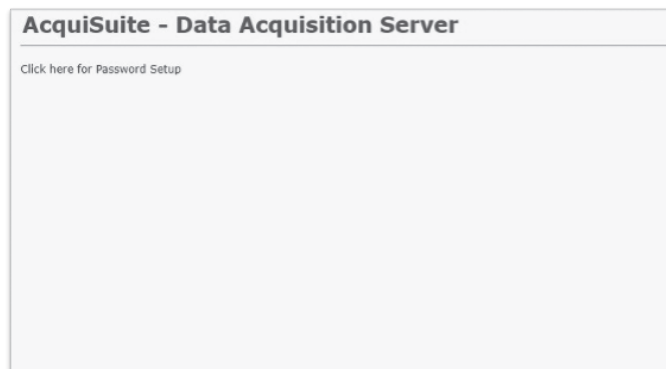 AcquiSuite - Data Acquisition Server
Click here for Password Setup